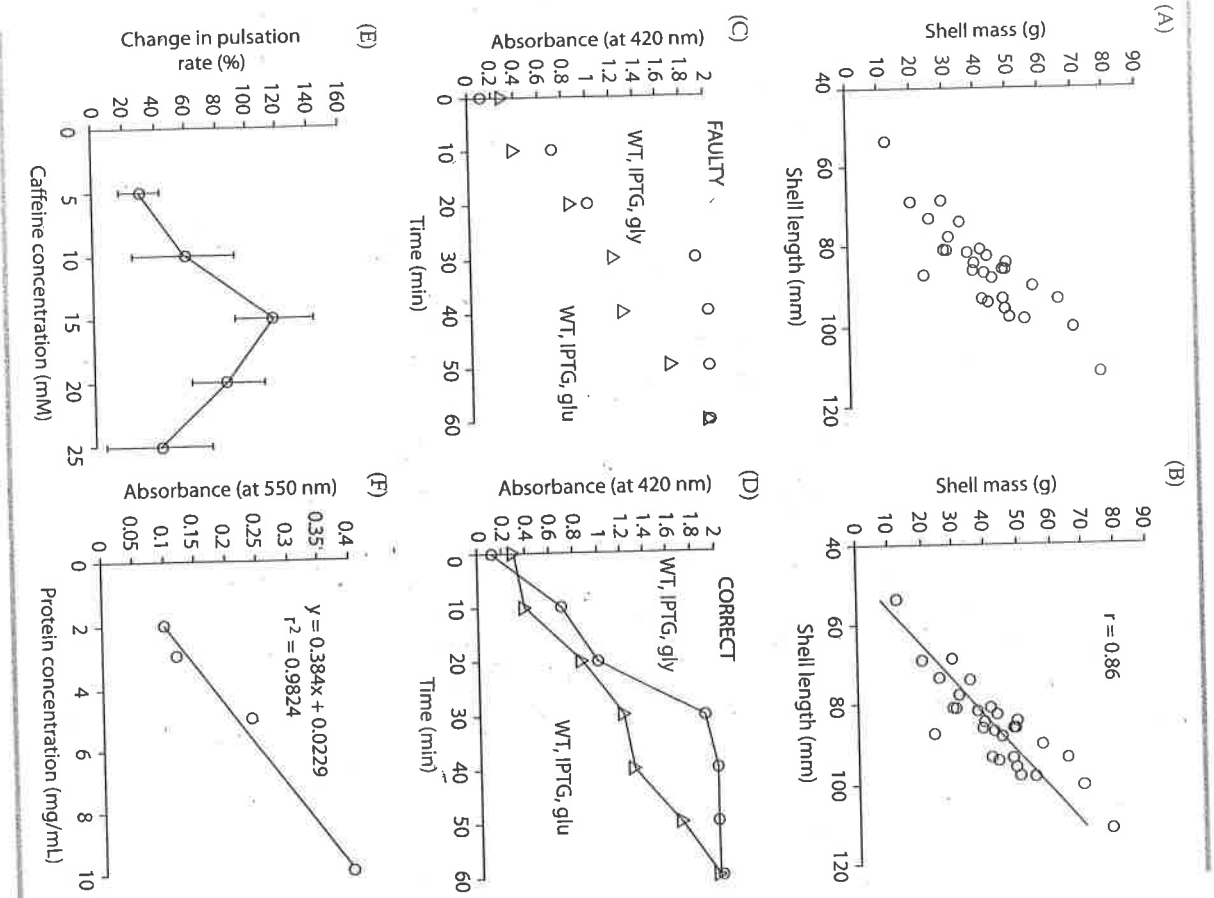 (A)
Shell mass (g)
90
80
70
60
50
40
30
20
10
0
40 60 80 100 120
Shell length (mm)
(B)
Shell mass (g)
90
80
70
60
50
40
30
20
10
0
r = 0.86
40 60 80 100 120
Shell length (mm)
(C)
Absorbance (at 420 nm)
2
1.8
1.6
1.4
1.2
1
0.8
0.6
0.4
0.2
0
FAULTY
WT, IPTG, gly
WT, IPTG, glu
0 10 20 30 40 50 60
Time (min)
(D)
Absorbance (at 420 nm)
2
1.8
1.6
1.4
1.2
1
0.8
0.6
0.4
0.2
0
CORRECT
WT, IPTG, gly
WT, IPTG, glu
0 10 20 30 40 50 60
Time (min)
(E)
Change in pulsation
rate (%)
160
140
120
100
80
60
40
20
0
0 5 10 15 20 25
Caffeine concentration (mM)
(F)
Absorbance (at 550 nm)
0.4
0.35
0.3
0.25
0.15
0.1
0.05
0
y = 0.384x + 0.0229
r² = 0.9824
0 2 4 6 8 10
Protein concentration (mg/mL)